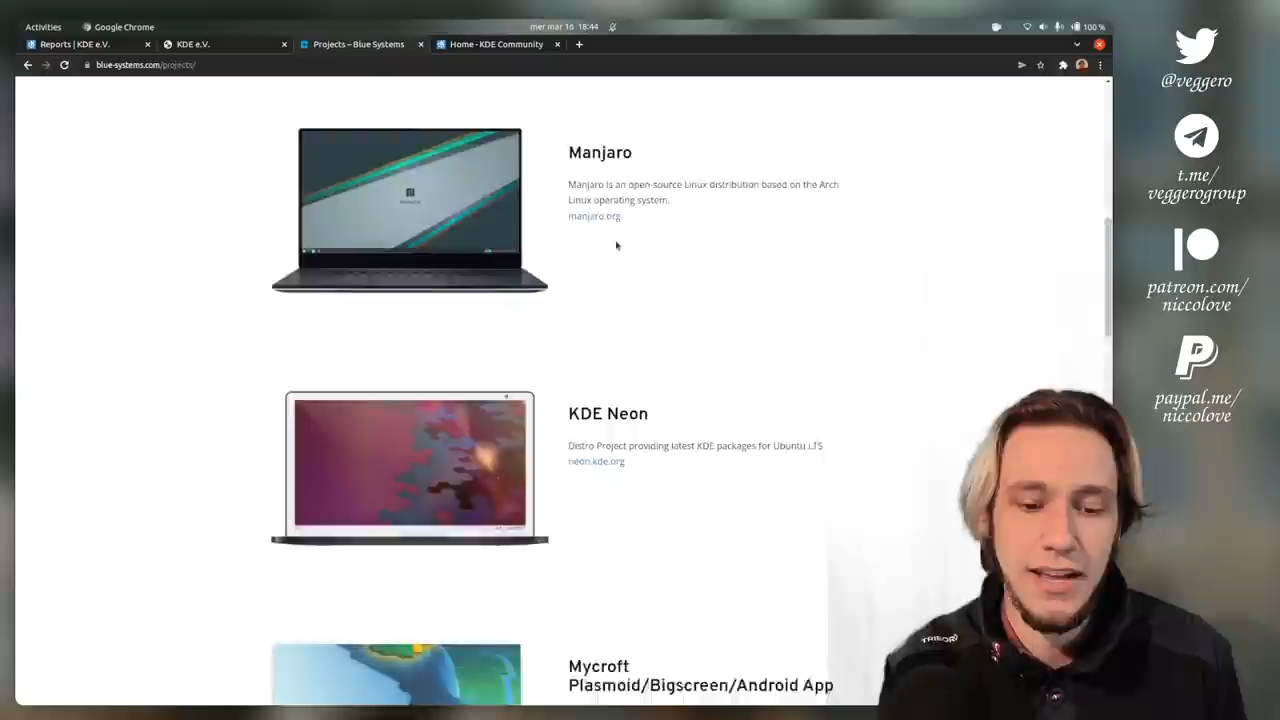 Activities
Google Chrome
mer mar 16 18:44
100 %
Reports | KDE e.V.
KDE e.V.
Projects – Blue Systems
Home - KDE Community
blue-systems.com/projects/
Manjaro
Manjaro is an open-source Linux distribution based on the Arch
Linux operating system.
manjaro.org
KDE Neon
Distro Project providing latest KDE packages for Ubuntu LTS
neon.kde.org
Mycroft
Plasmoid/Bigscreen/Android App
@veggero
t.me/
veggerogroup
patreon.com/
niccolove
paypal.me/
niccolove